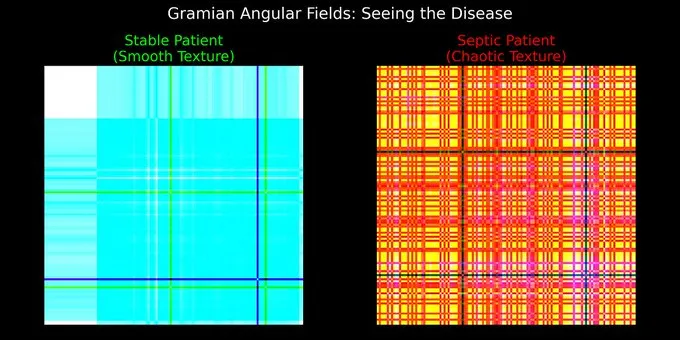 Gramian Angular Fields: Seeing the Disease
Stable Patient
(Smooth Texture)
Septic Patient
(Chaotic Texture)